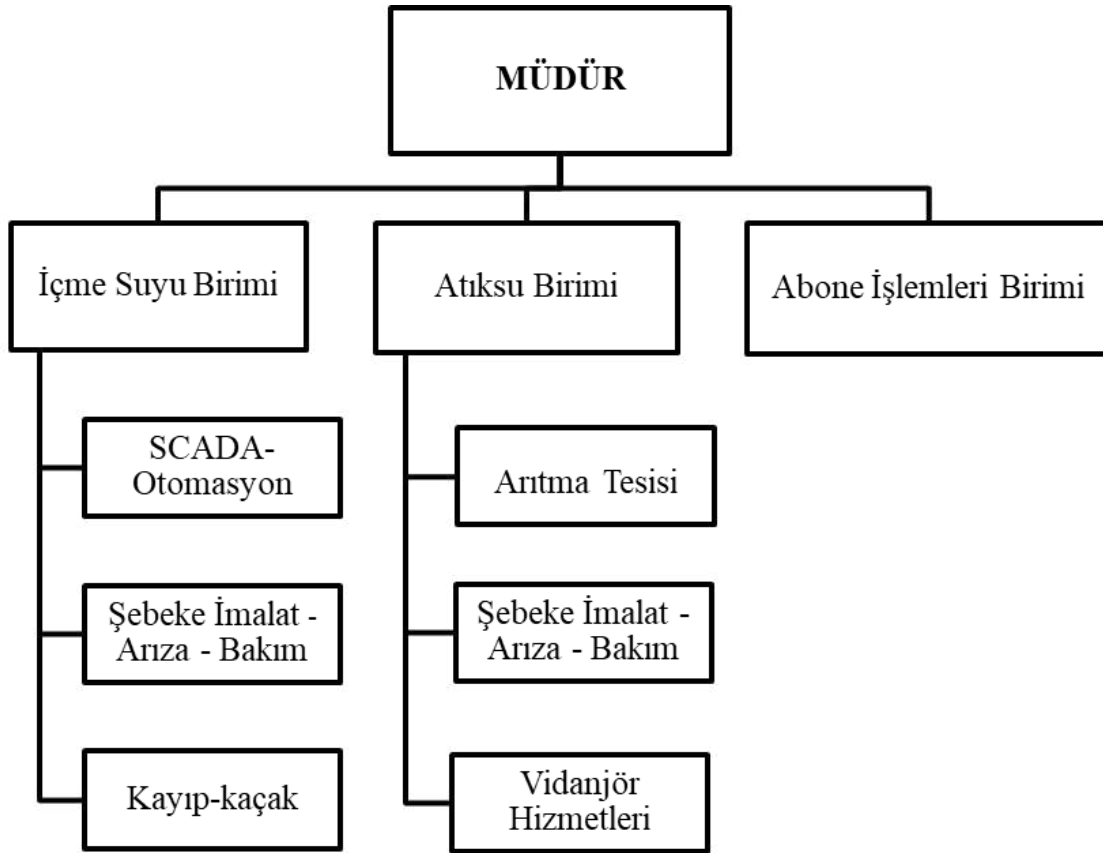 MÜDÜR
İçme Suyu Birimi
Atıksu Birimi
Abone İşlemleri Birimi
SCADA-
Otomasyon
Arıtma Tesisi
Şebeke İmalat -
Arıza - Bakım
Şebeke İmalat -
Arıza - Bakım
Kayıp-kaçak
Vidanjör
Hizmetleri